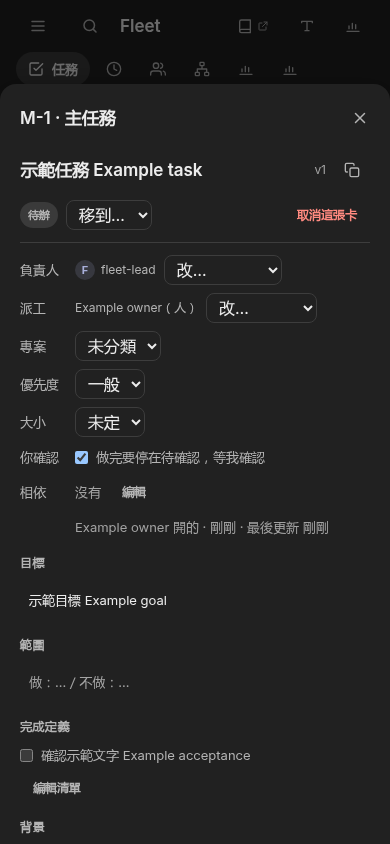 Fleet
任務
M-1 · 主任務
示範任務 Example task
v1
待辦 移到...
取消這張卡
負責人 F fleet-lead 改...
派工 Example owner ( 人 ) 改...
專案 未分類
優先度 一般
大小 未定
你確認 做完要停在待確認，等我確認
相依 沒有 編輯
Example owner 開的 · 剛剛 · 最後更新 剛剛
目標
示範目標 Example goal
範圍
做：... / 不做：...
完成定義
確認示範文字 Example acceptance
編輯清單
背景